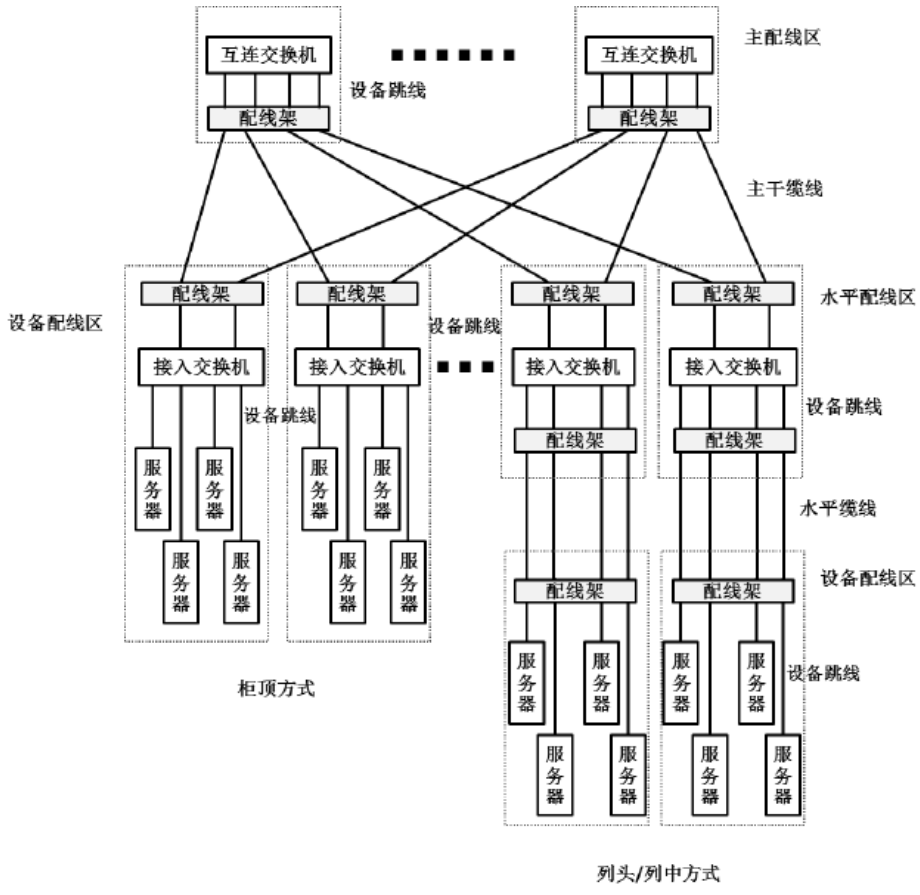 互连交换机
互连交换机
主配线区
设备跳线
配线架
配线架
主干缆线
配线架
配线架
配线架
配线架
水平配线区
设备配线区
设备跳线
接入交换机
接入交换机
接入交换机
接入交换机
设备跳线
设备跳线
配线架
配线架
服务器
服务器
服务器
服务器
水平缆线
服务器
服务器
服务器
服务器
设备配线区
配线架
配线架
服务器
服务器
服务器
服务器
设备跳线
柜顶方式
服务器
服务器
服务器
服务器
列头/列中方式